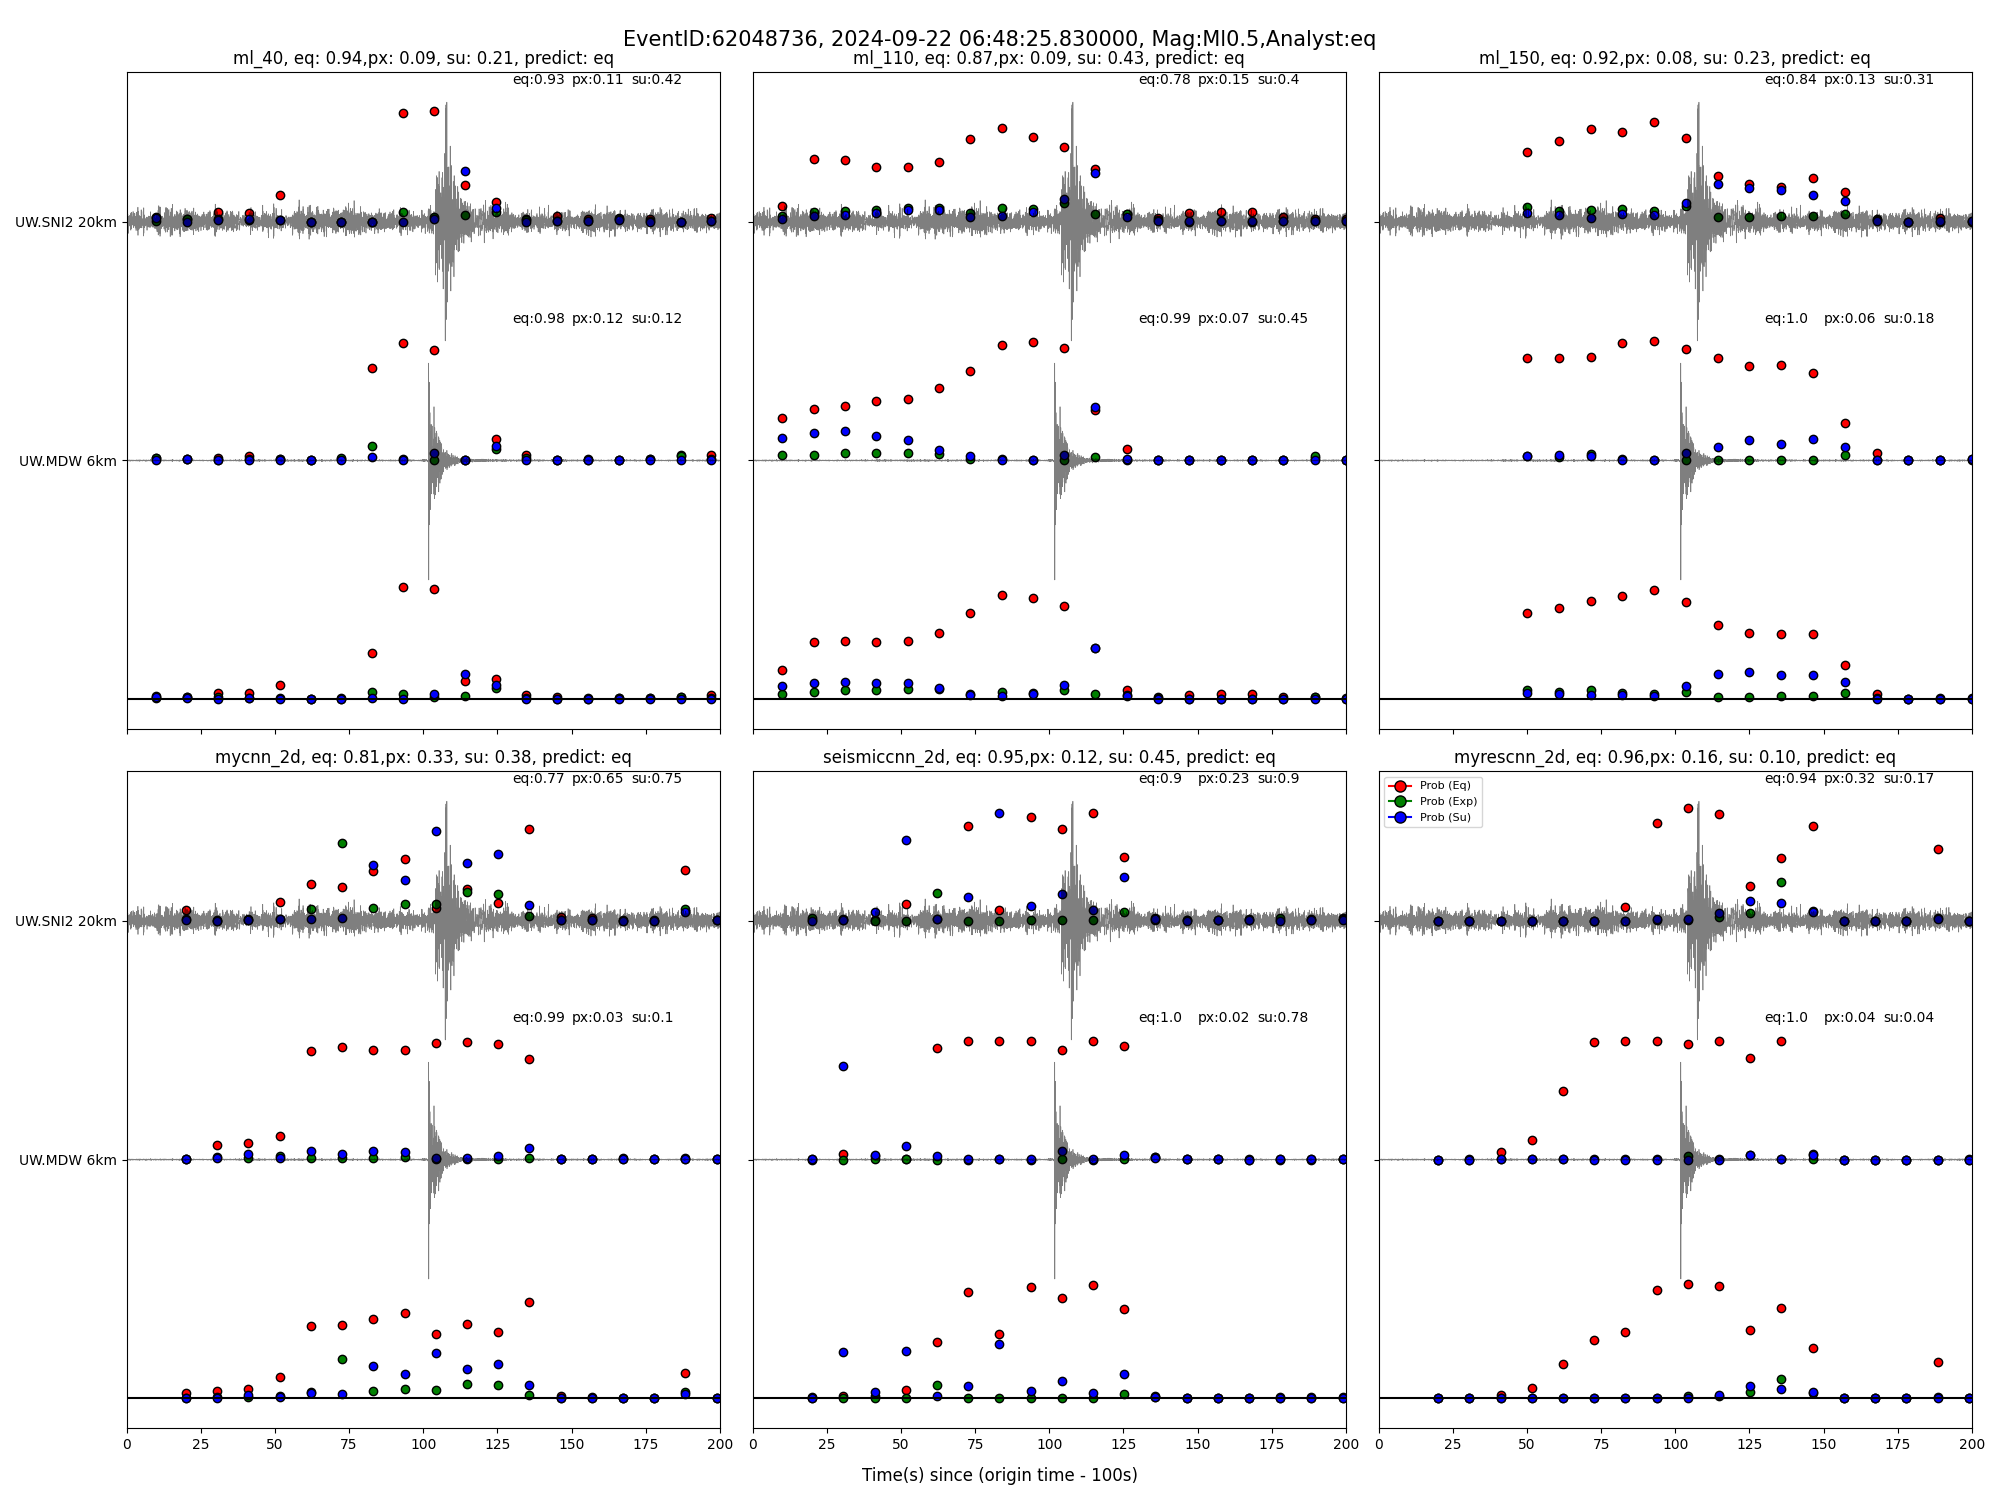 EventID:62048736, 2024-09-22 06:48:25.830000, Mag:Ml0.5,Analyst:eq
ml_40, eq: 0.94,px: 0.09, su: 0.21, predict: eq
ml_110, eq: 0.87,px: 0.09, su: 0.43, predict: eq
ml_150, eq: 0.92,px: 0.08, su: 0.23, predict: eq
eq:0.93 px:0.11 su:0.42
eq:0.78 px:0.15 su:0.4
eq:0.84 px:0.13 su:0.31
UW.SNI2 20km
eq:0.98 px:0.12 su:0.12
eq:0.99 px:0.07 su:0.45
eq:1.0 px:0.06 su:0.18
UW.MDW 6km
mycnn_2d, eq: 0.81,px: 0.33, su: 0.38, predict: eq
seismiccnn_2d, eq: 0.95,px: 0.12, su: 0.45, predict: eq
myrescnn_2d, eq: 0.96,px: 0.16, su: 0.10, predict: eq
eq:0.77 px:0.65 su:0.75
eq:0.9 px:0.23 su:0.9
eq:0.94 px:0.32 su:0.17
Prob (Eq)
Prob (Exp)
Prob (Su)
UW.SNI2 20km
eq:0.99 px:0.03 su:0.1
eq:1.0 px:0.02 su:0.78
eq:1.0 px:0.04 su:0.04
UW.MDW 6km
0 25 50 75 100 125 150 175 200
0 25 50 75 100 125 150 175 200
0 25 50 75 100 125 150 175 200
Time(s) since (origin time - 100s)